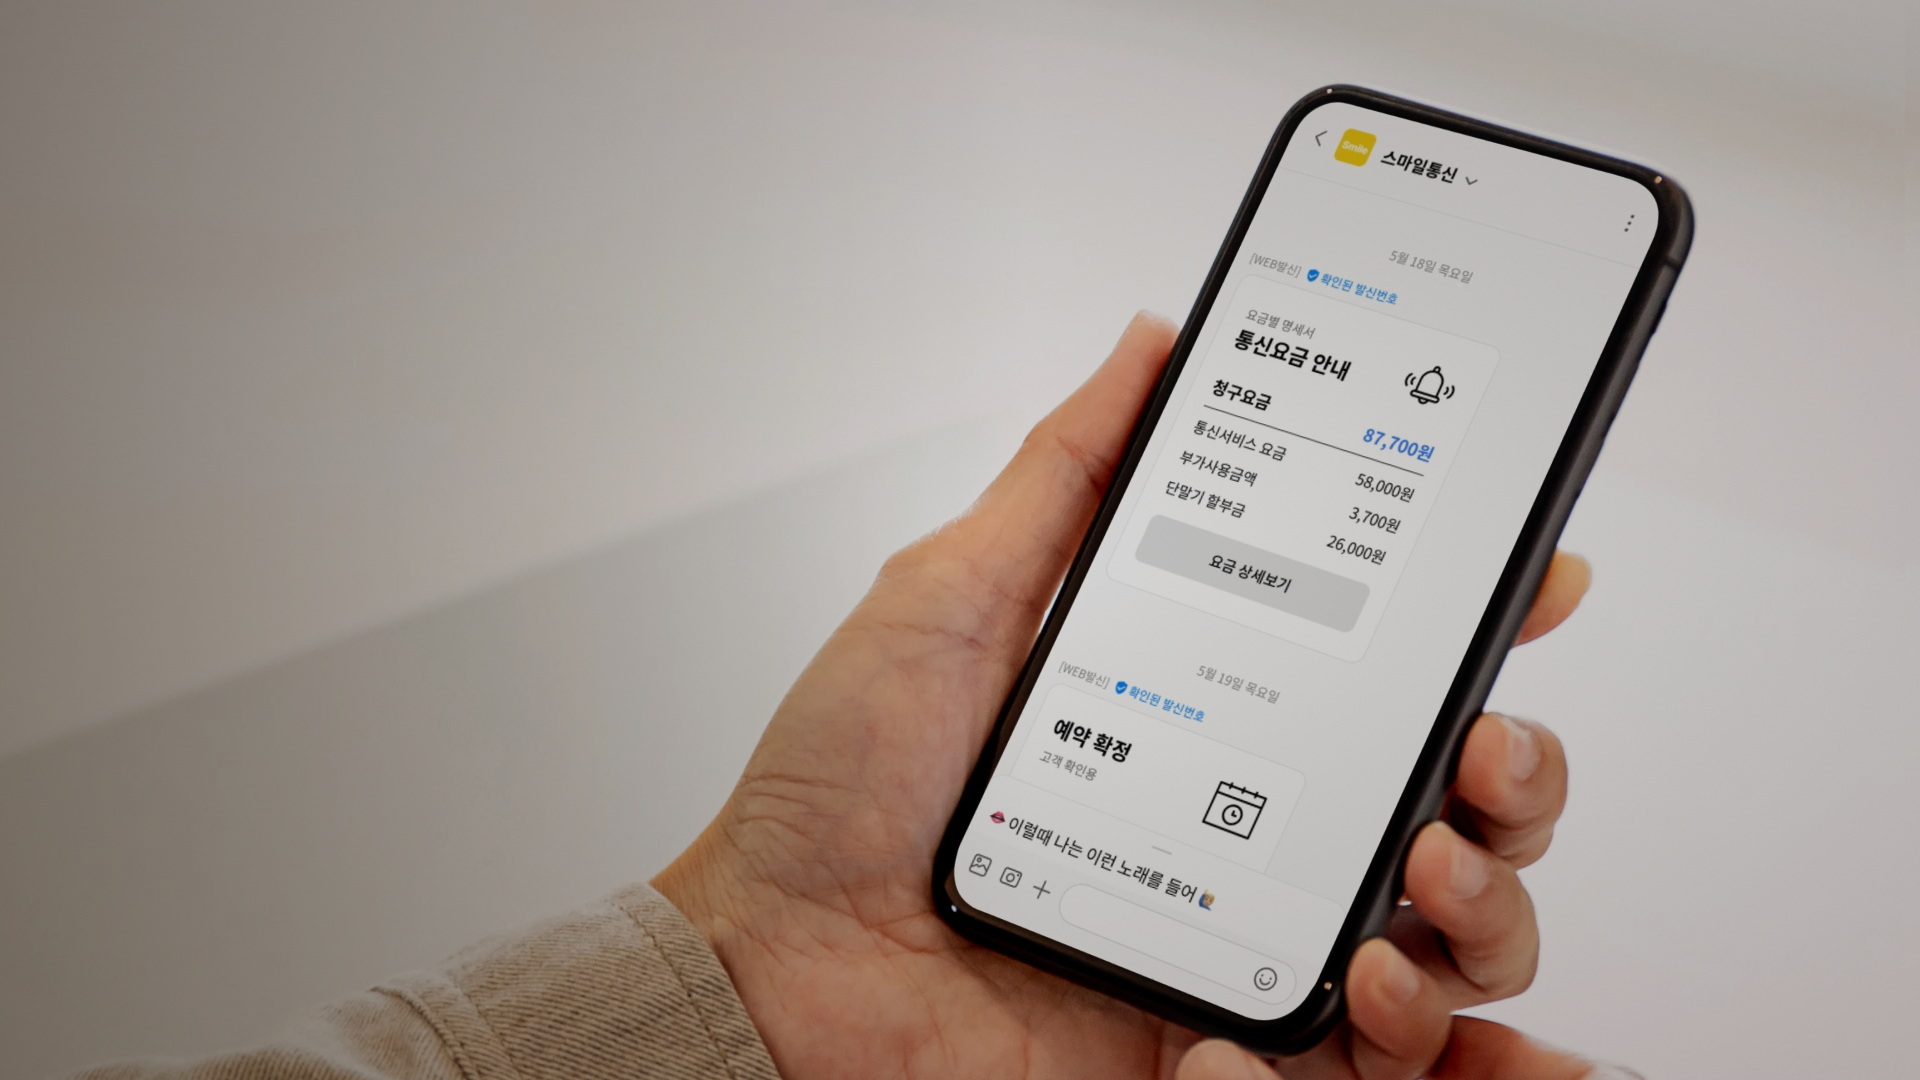 Smile
스마일통신
5월 18일 목요일
[WEB발신] 확인된 발신번호
요금별 명세서
통신요금 안내
청구요금 87,700원
통신서비스 요금 58,000원
부가사용금액 3,700원
단말기 할부금 26,000원
요금 상세보기
5월 19일 목요일
[WEB발신] 확인된 발신번호
예약 확정
고객 확인용
👄 이럴때 나는 이런 노래를 들어 🙋🏼‍♂️